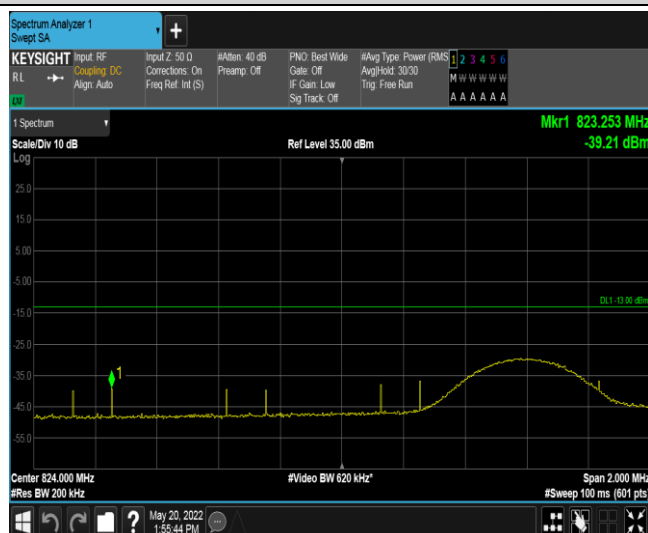 Spectrum Analyzer 1
Swept SA
+
KEYSIGHT
RL
Input: RF
Coupling: DC
Align: Auto
Input Z: 50 Ω
Corrections: On
Freq Ref: Int (S)
#Atten: 40 dB
Preamp: Off
PNO: Best Wide
Gate: Off
IF Gain: Low
Sig Track: Off
#Avg Type: Power (RMS
Avg|Hold: 30/30
Trig: Free Run
1 2 3 4 5 6
M W W W W W
A A A A A A
1 Spectrum
Mkr1 823.253 MHz
-39.21 dBm
Scale/Div 10 dB
Ref Level 35.00 dBm
Log
25.0
15.0
5.00
-5.00
DL1 -13.00 dBm
-15.0
-25.0
1
-35.0
-45.0
-55.0
Center 824.000 MHz
#Video BW 620 kHz*
Span 2.000 MHz
#Res BW 200 kHz
#Sweep 100 ms (601 pts)
?
May 20, 2022
1:55:44 PM